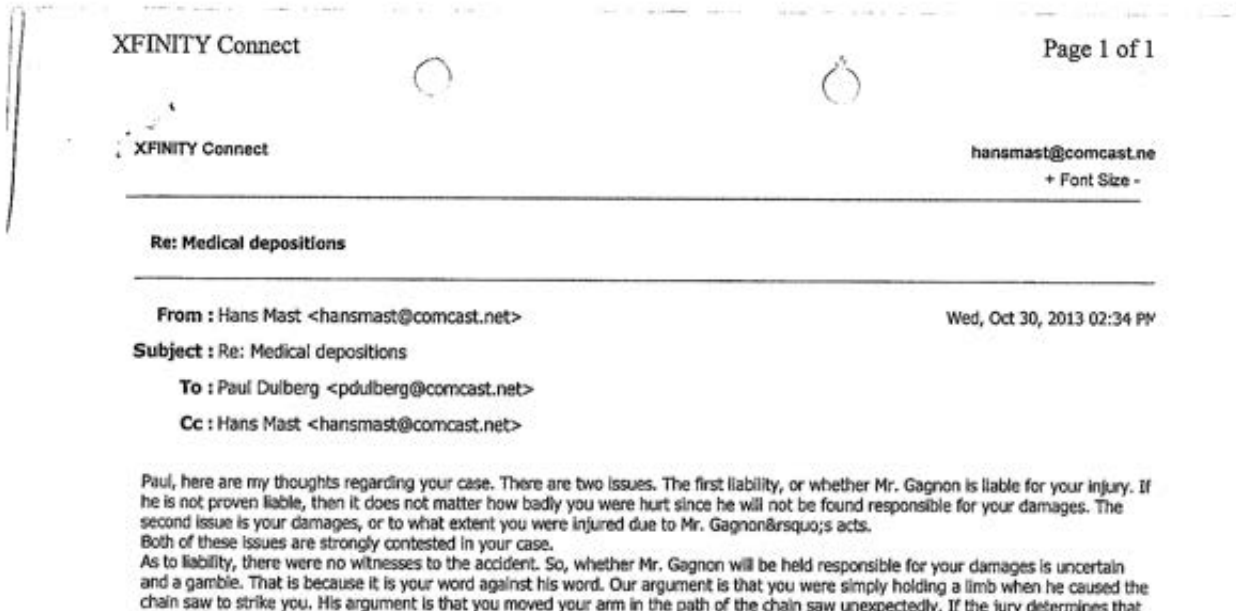 XFINITY Connect Page 1 of 1
XFINITY Connect hansmast@comcast.ne
+ Font Size -
Re: Medical depositions
From : Hans Mast <hansmast@comcast.net> Wed, Oct 30, 2013 02:34 PM
Subject : Re: Medical depositions
To : Paul Dulberg <pdulberg@comcast.net>
Cc : Hans Mast <hansmast@comcast.net>
Paul, here are my thoughts regarding your case. There are two issues. The first liability, or whether Mr. Gagnon is liable for your injury. If
he is not proven liable, then it does not matter how badly you were hurt since he will not be found responsible for your damages. The
second issue is your damages, or to what extent you were injured due to Mr. Gagnon&rsquo;s acts.
Both of these issues are strongly contested in your case.
As to liability, there were no witnesses to the accident. So, whether Mr. Gagnon will be held responsible for your damages is uncertain
and a gamble. That is because it is your word against his word. Our argument is that you were simply holding a limb when he caused the
chain saw to strike you. His argument is that you moved your arm in the path of the chain saw unexpectedly. If the jury determines that